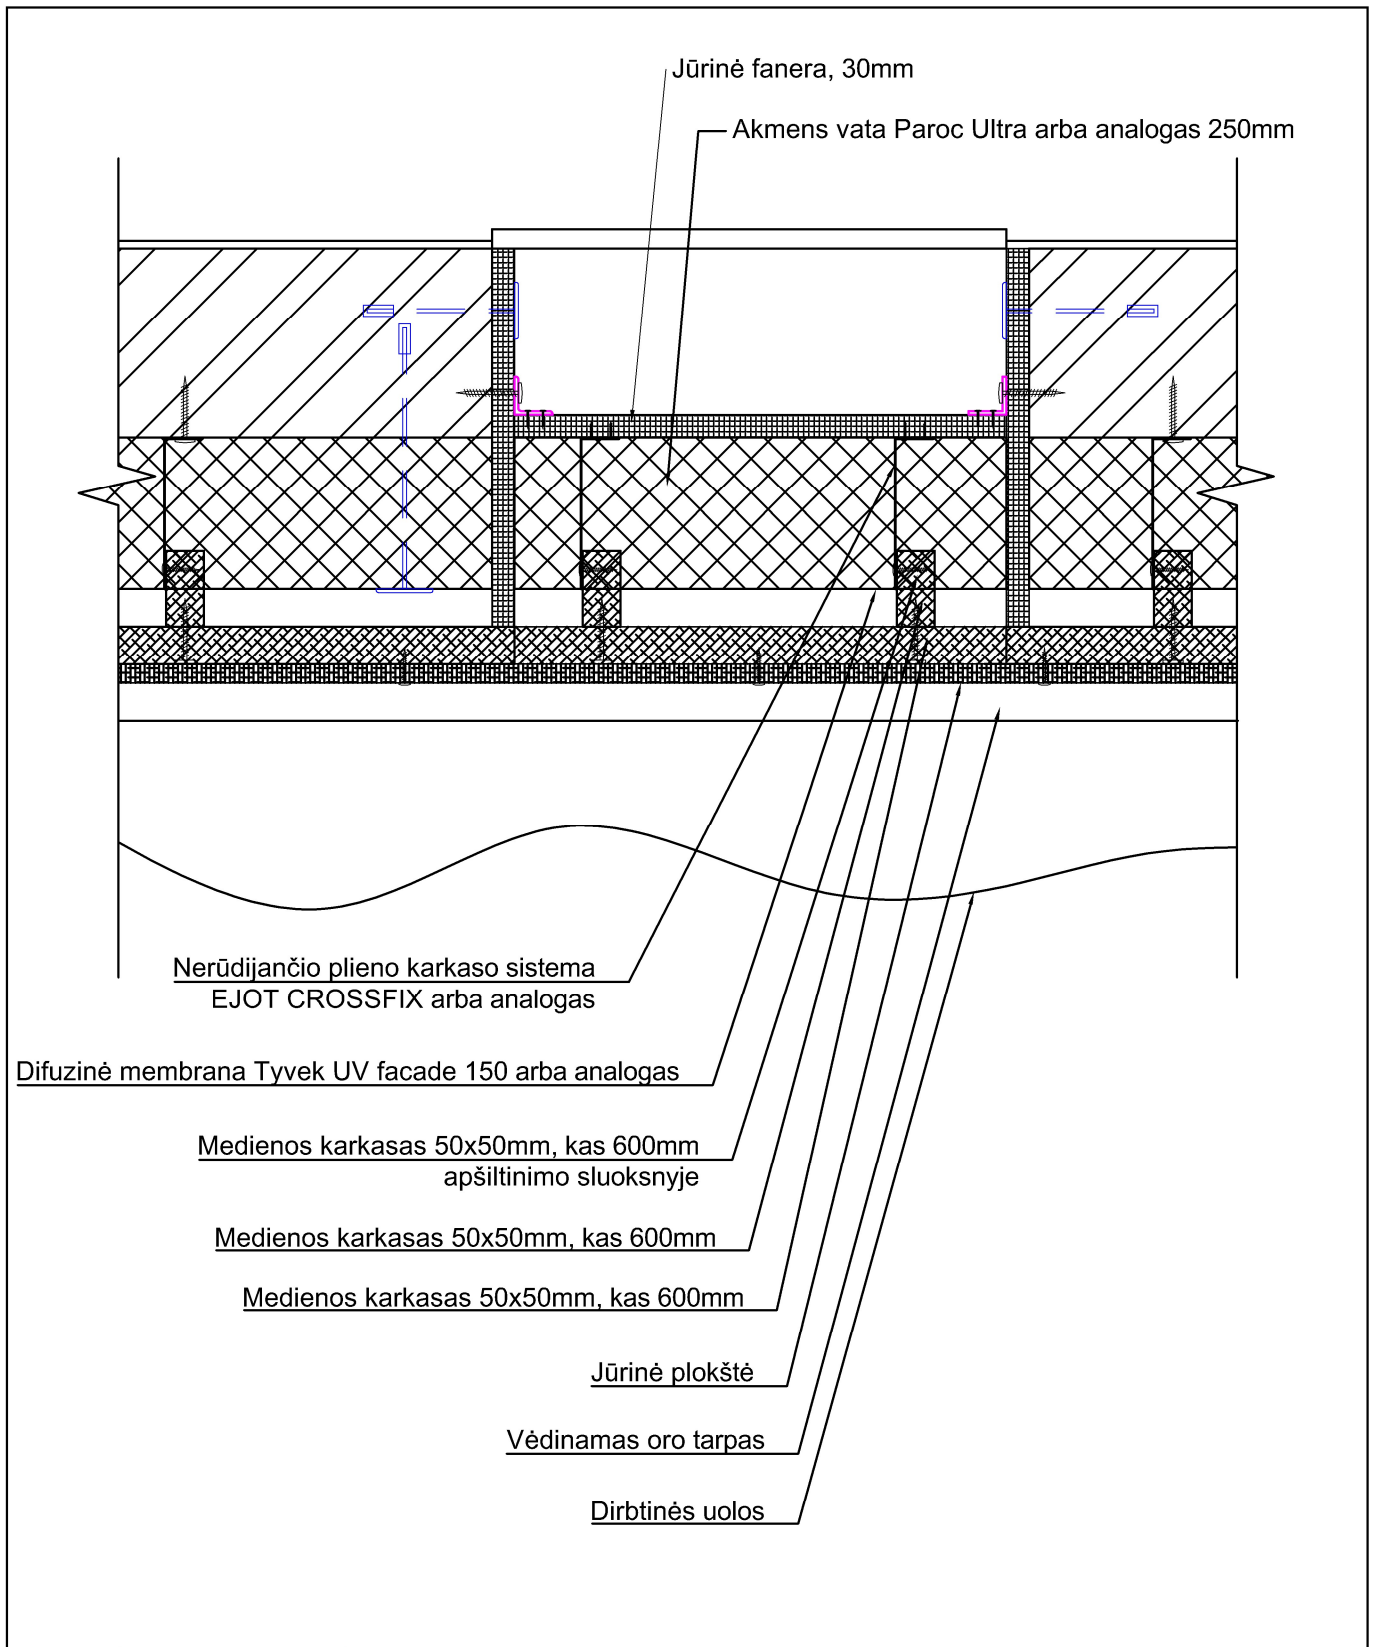 Jūrinė fanera, 30mm
Akmens vata Paroc Ultra arba analogas 250mm
Nerūdijančio plieno karkaso sistema
EJOT CROSSFIX arba analogas
Difuzinė membrana Tyvek UV facade 150 arba analogas
Medienos karkasas 50x50mm, kas 600mm
apšiltinimo sluoksnyje
Medienos karkasas 50x50mm, kas 600mm
Medienos karkasas 50x50mm, kas 600mm
Jūrinė plokštė
Vėdinamas oro tarpas
Dirbtinės uolos